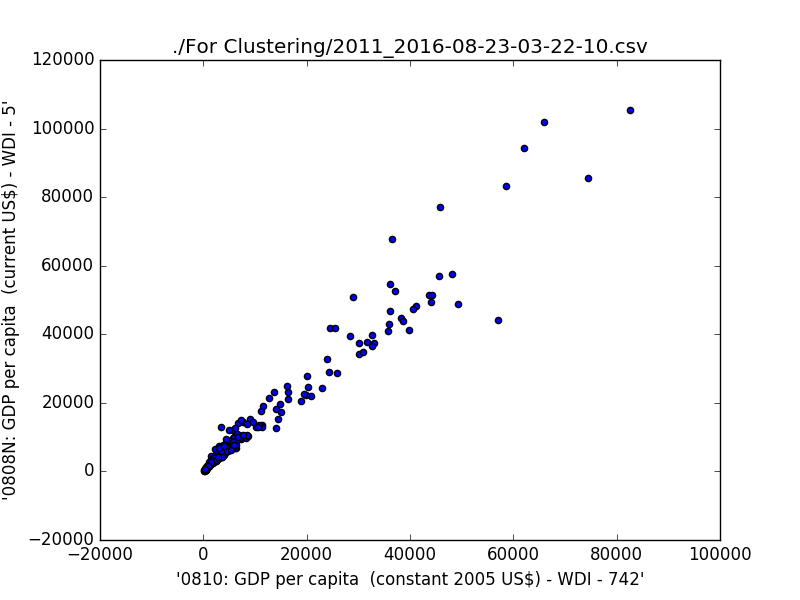 ./For Clustering/2011_2016-08-23-03-22-10.csv
120000
100000
80000
60000
40000
20000
0
−20000
'0808N: GDP per capita  (current US$) - WDI - 5'
−20000 0 20000 40000 60000 80000 100000
'0810: GDP per capita  (constant 2005 US$) - WDI - 742'